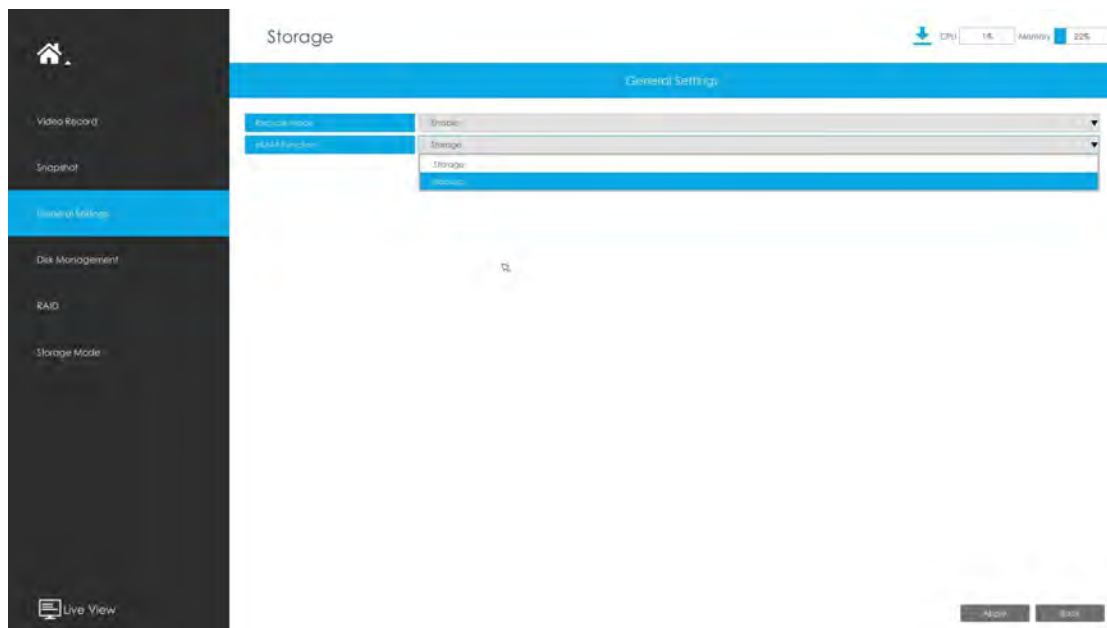 Storage
CPU 1% Memory 22%
General Settings
Video Record
Recycle Mode Enable
eSATA Function Storage
Snapshot
Storage
General Settings
Disk Management
RAID
Storage Mode
Live View
Apply Back